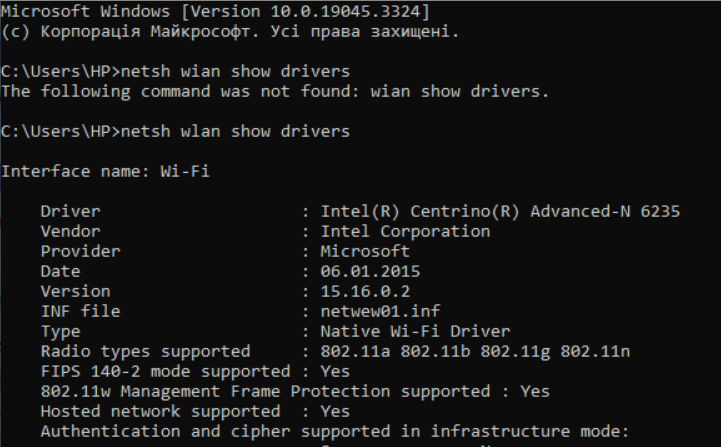 Microsoft Windows [Version 10.0.19045.3324]
(c) Корпорація Майкрософт. Усі права захищені.
C:\Users\HP>netsh wian show drivers
The following command was not found: wian show drivers.
C:\Users\HP>netsh wlan show drivers
Interface name: Wi-Fi
Driver : Intel(R) Centrino(R) Advanced-N 6235
Vendor : Intel Corporation
Provider : Microsoft
Date : 06.01.2015
Version : 15.16.0.2
INF file : netwew01.inf
Type : Native Wi-Fi Driver
Radio types supported : 802.11a 802.11b 802.11g 802.11n
FIPS 140-2 mode supported : Yes
802.11w Management Frame Protection supported : Yes
Hosted network supported : Yes
Authentication and cipher supported in infrastructure mode: